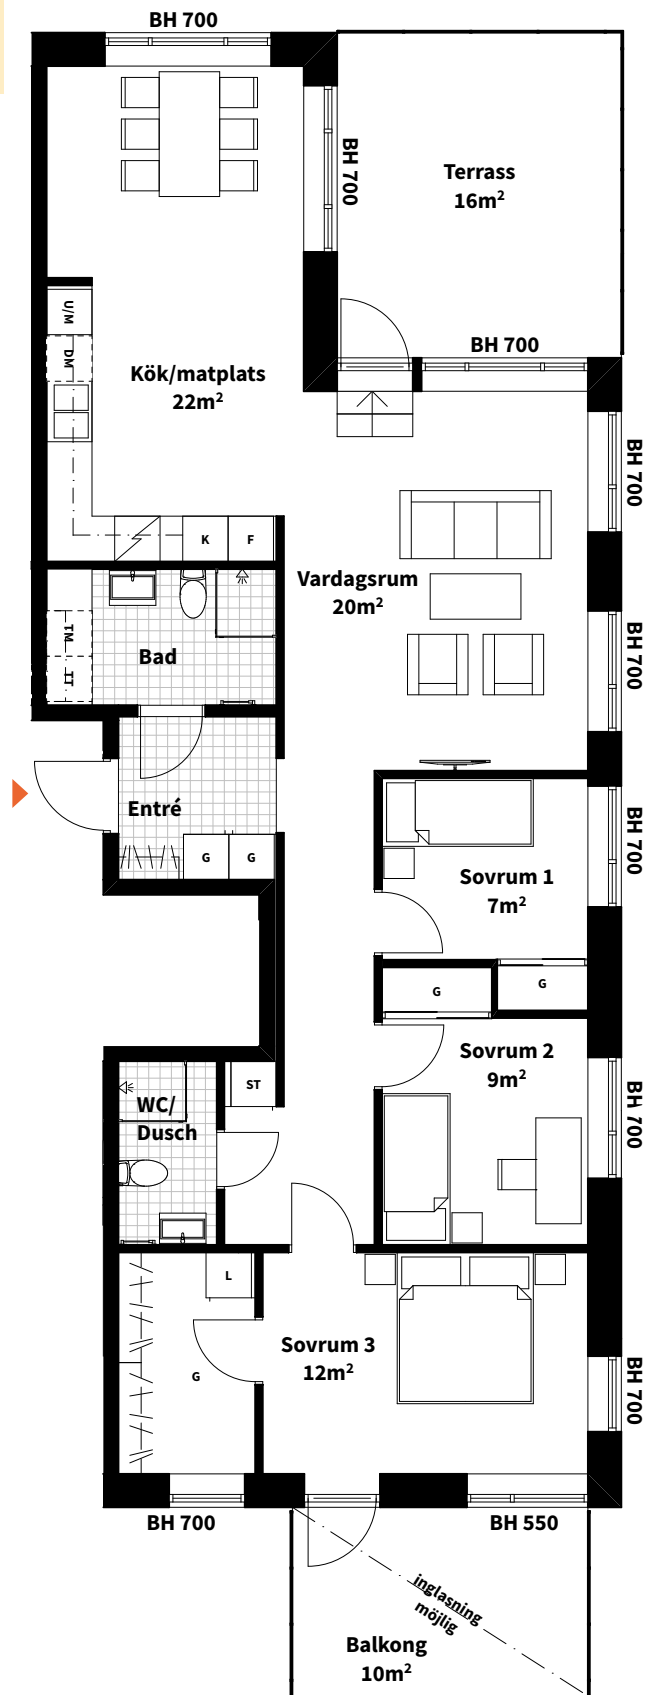 BH 700
BH 700
Terrass
16m²
U/M
DM
BH 700
Kök/matplats
22m²
BH 700
K
F
Vardagsrum
20m²
TM
TT
Bad
BH 700
Entré
G
G
BH 700
Sovrum 1
7m²
G
G
Sovrum 2
9m²
ST
WC/
Dusch
BH 700
L
Sovrum 3
12m²
G
BH 700
BH 700
BH 550
inglasning
möjlig
Balkong
10m²